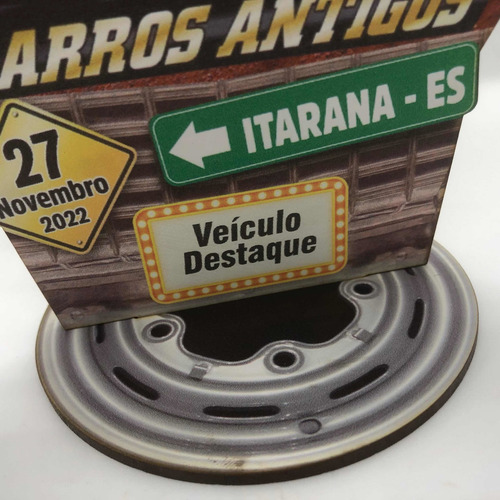 ARROS ANTIGOS
ITARANA - ES
27
Novembro
2022
Veículo
Destaque